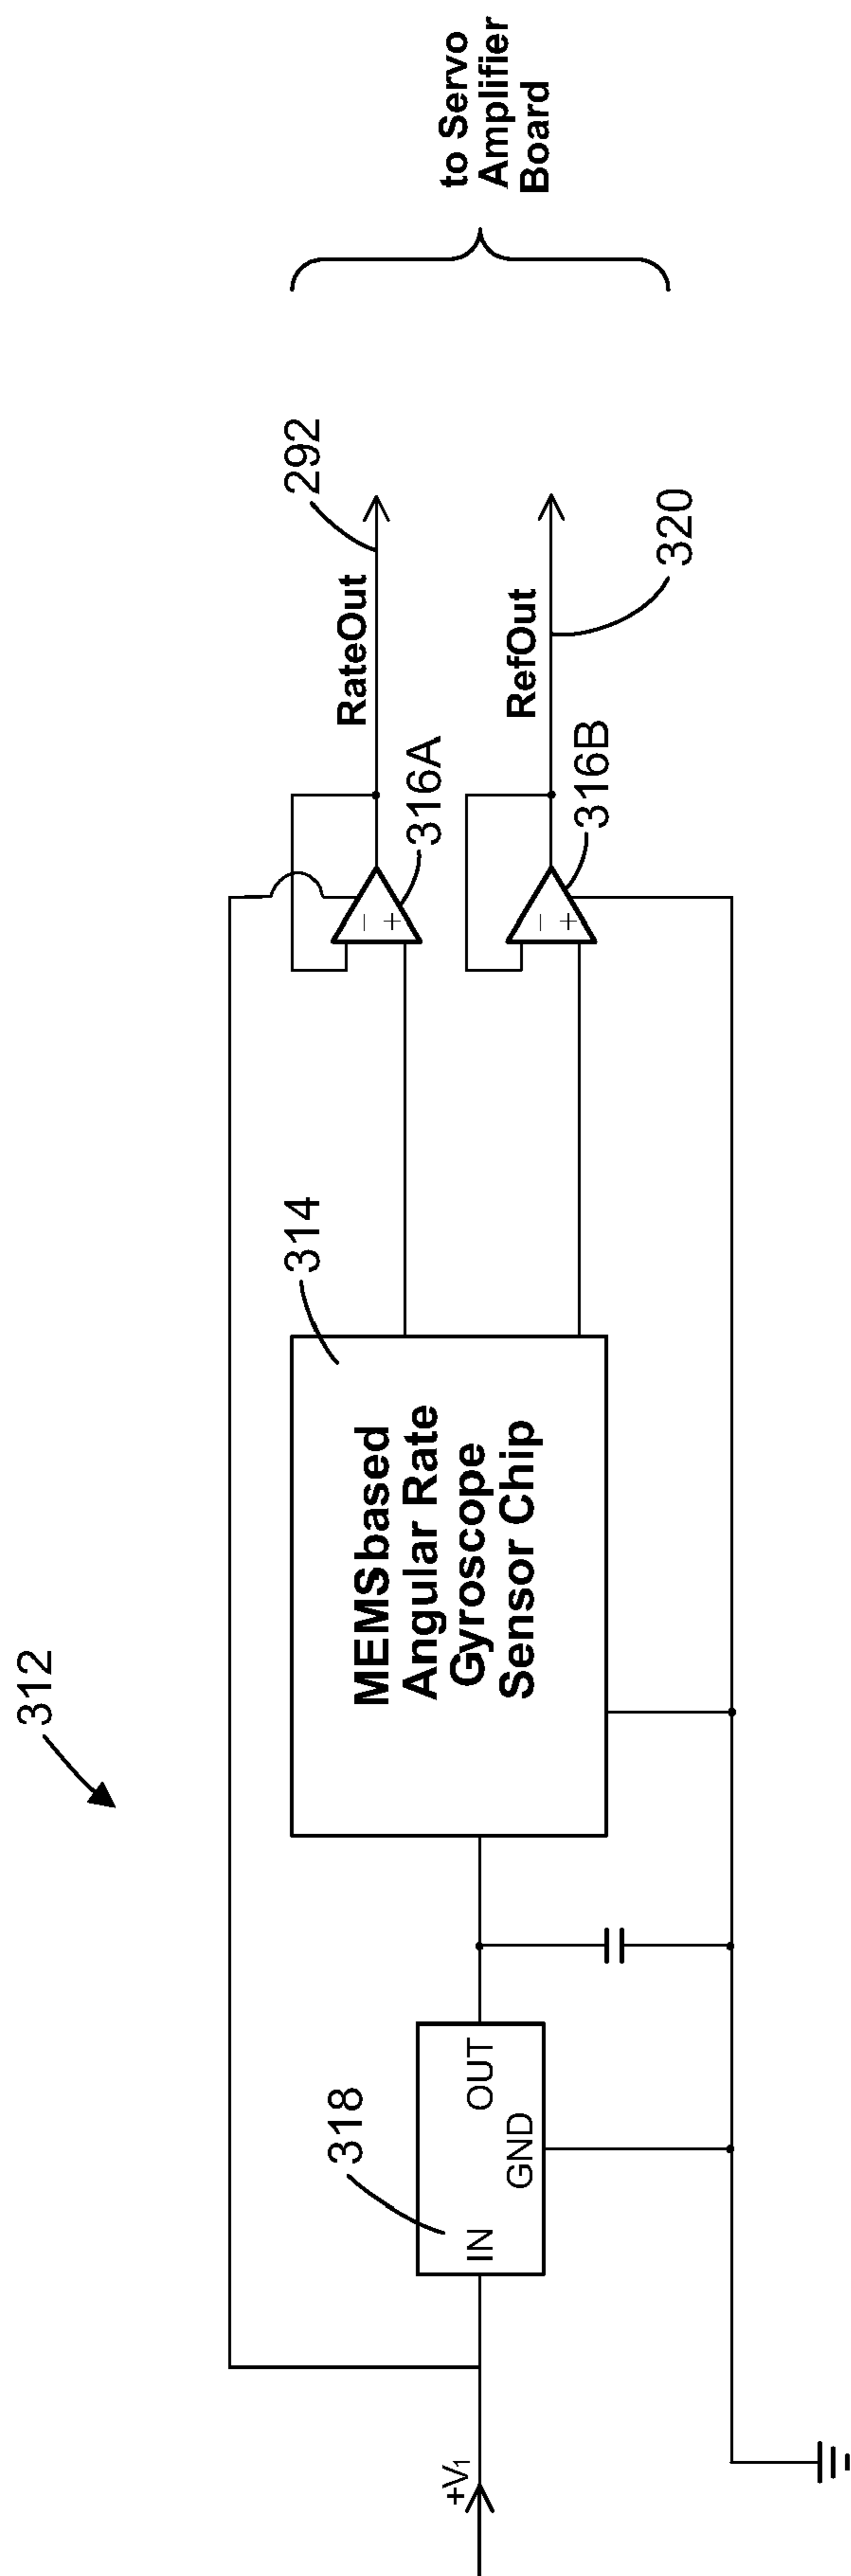 312
+V1
318
IN
OUT
GND
314
MEMSbased
Angular Rate
Gyroscope
Sensor Chip
−
+
316A
−
+
316B
RateOut
292
RefOut
320
to Servo
Amplifier
Board